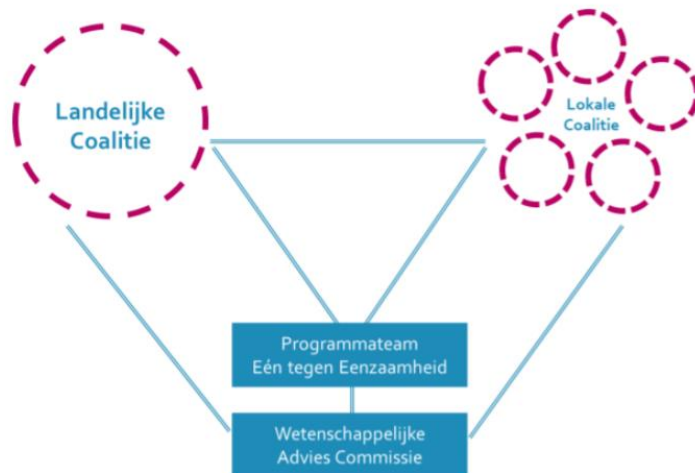 Landelijke
Coalitie
Lokale
Coalitie
Programmateam
Eén tegen Eenzaamheid
Wetenschappelijke
Advies Commissie